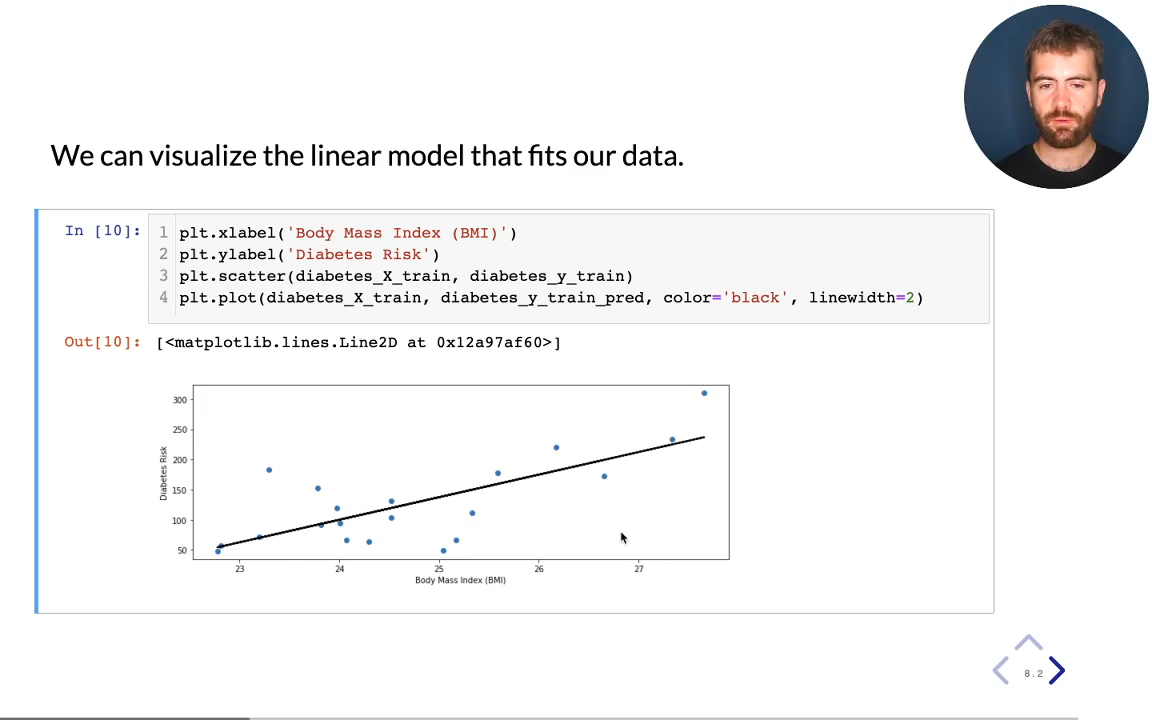 We can visualize the linear model that fits our data.
In [10]:
1 plt.xlabel('Body Mass Index (BMI)')
2 plt.ylabel('Diabetes Risk')
3 plt.scatter(diabetes_X_train, diabetes_y_train)
4 plt.plot(diabetes_X_train, diabetes_y_train_pred, color='black', linewidth=2)
Out[10]: [<matplotlib.lines.Line2D at 0x12a97af60>]
300
250
200
150
100
50
Diabetes Risk
23 24 25 26 27
Body Mass Index (BMI)
8.2